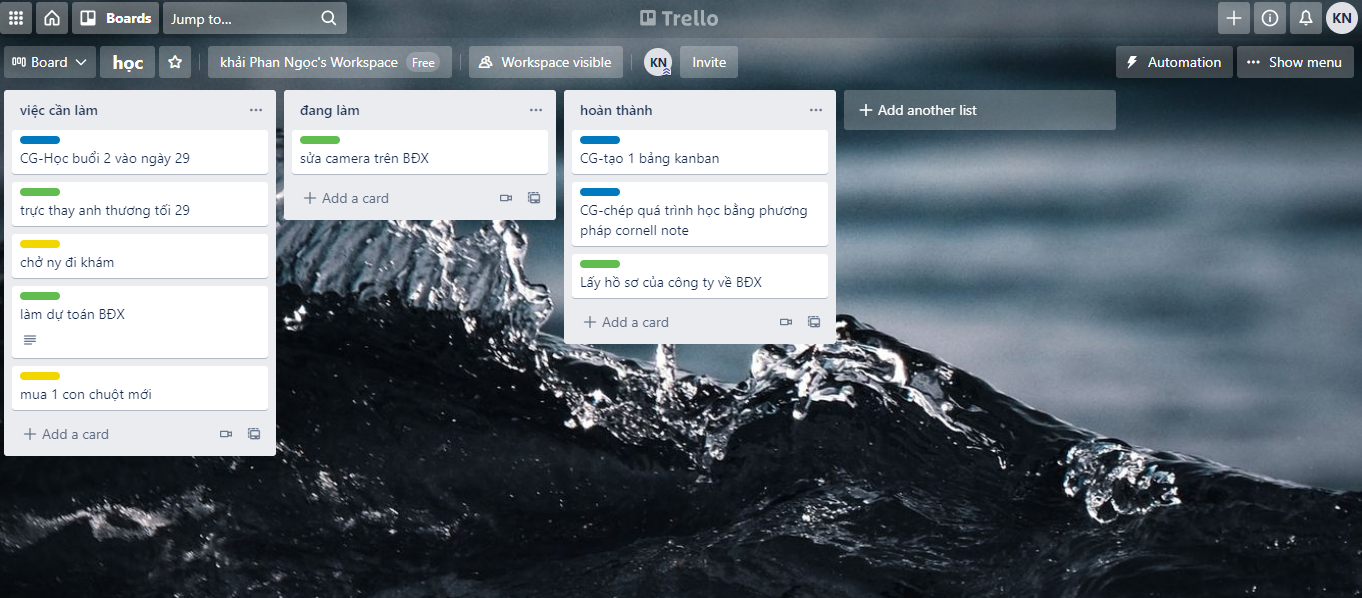 Boards
Jump to...
Trello
KN
Board
học
khải Phan Ngọc's Workspace Free
Workspace visible
KN
Invite
Automation
Show menu
việc cần làm
CG-Học buổi 2 vào ngày 29
trực thay anh thương tối 29
chở ny đi khám
làm dự toán BĐX
mua 1 con chuột mới
Add a card
đang làm
sửa camera trên BĐX
Add a card
hoàn thành
CG-tạo 1 bảng kanban
CG-chép quá trình học bằng phương
pháp cornell note
Lấy hồ sơ của công ty về BĐX
Add a card
Add another list